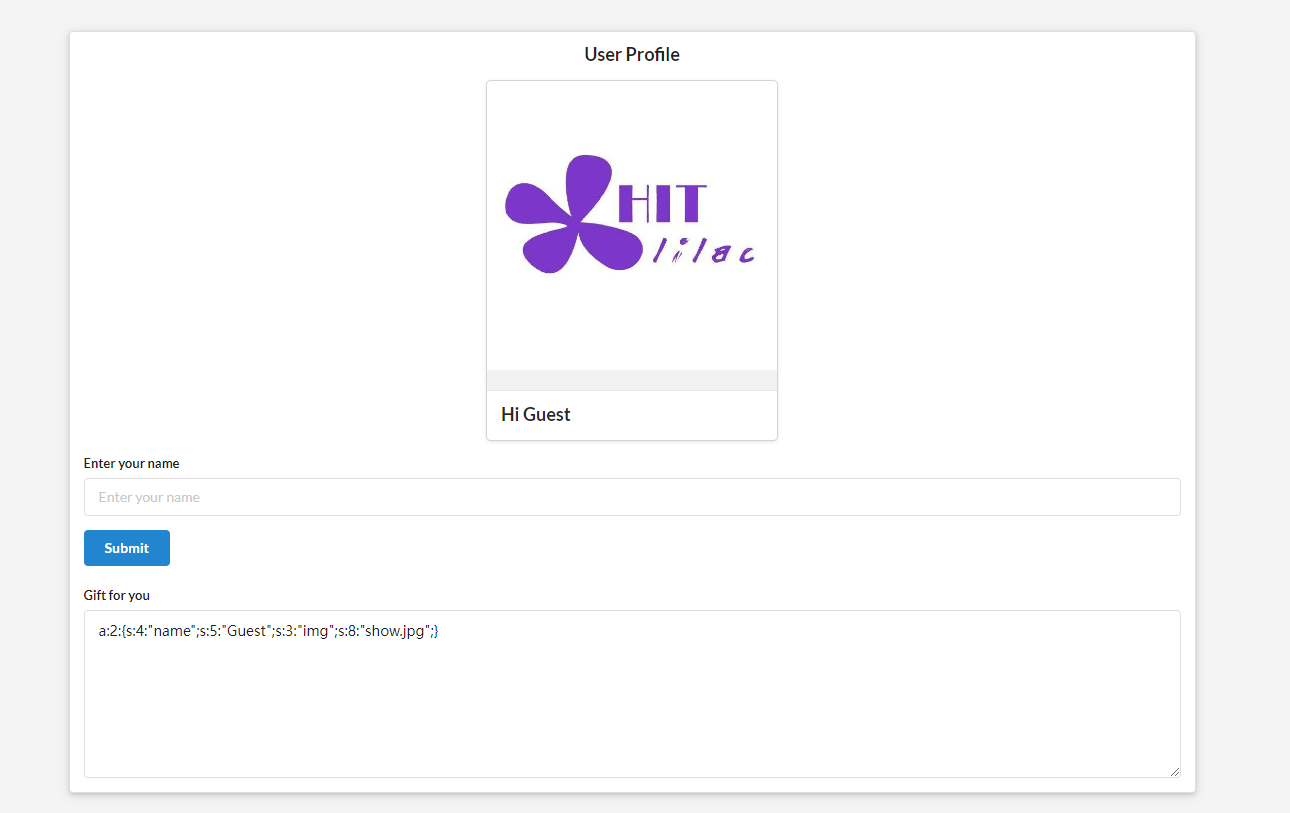 User Profile
HIT
lilac
Hi Guest
Enter your name
Enter your name
Submit
Gift for you
a:2:{s:4:"name";s:5:"Guest";s:3:"img";s:8:"show.jpg";}